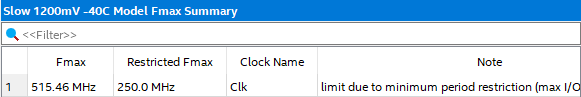 Slow 1200mV -40C Model Fmax Summary
<<Filter>>
Fmax Restricted Fmax Clock Name Note
1 515.46 MHz 250.0 MHz Clk limit due to minimum period restriction (max I/O